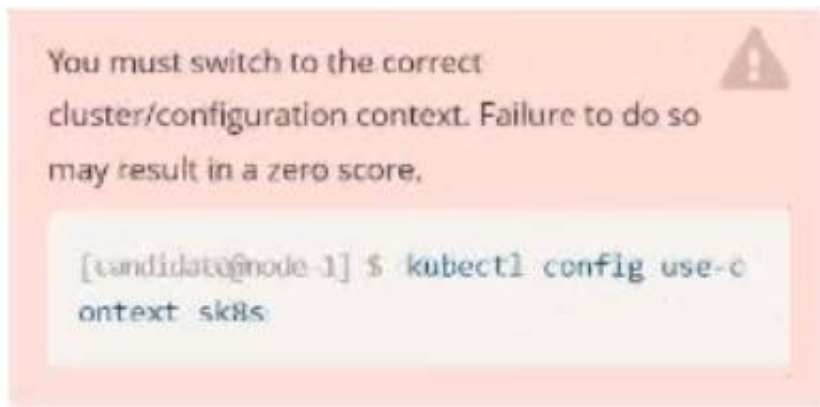 You must switch to the correct
cluster/configuration context. Failure to do so
may result in a zero score.
[candidate@node-1] $ kubectl config use-c
ontext sk8s